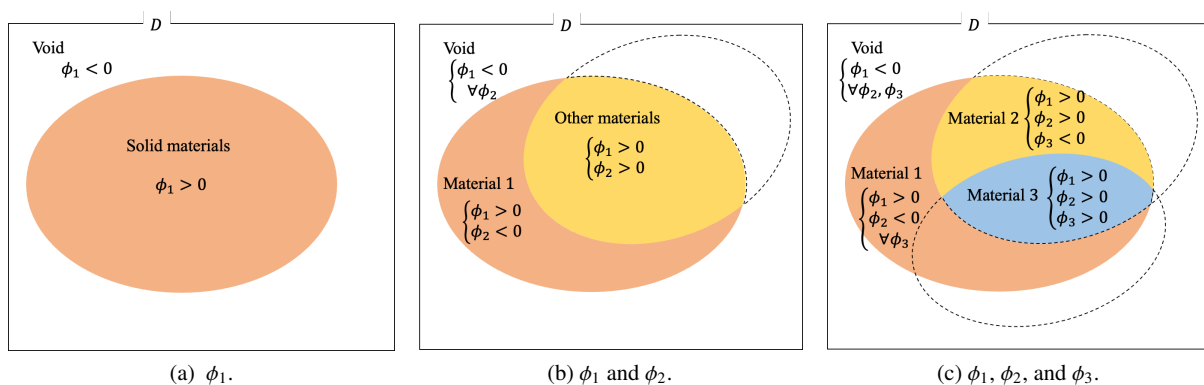 D
Void
ϕ₁ < 0
Solid materials
ϕ₁ > 0
(a) ϕ₁.
D
Void
{ϕ₁ < 0
∀ϕ₂
Other materials
{ϕ₁ > 0
ϕ₂ > 0
Material 1
{ϕ₁ > 0
ϕ₂ < 0
(b) ϕ₁ and ϕ₂.
D
Void
{ϕ₁ < 0
∀ϕ₂, ϕ₃
Material 2 {ϕ₁ > 0
ϕ₂ > 0
ϕ₃ < 0
Material 1
{ϕ₁ > 0
ϕ₂ < 0
∀ϕ₃
Material 3 {ϕ₁ > 0
ϕ₂ > 0
ϕ₃ > 0
(c) ϕ₁, ϕ₂, and ϕ₃.